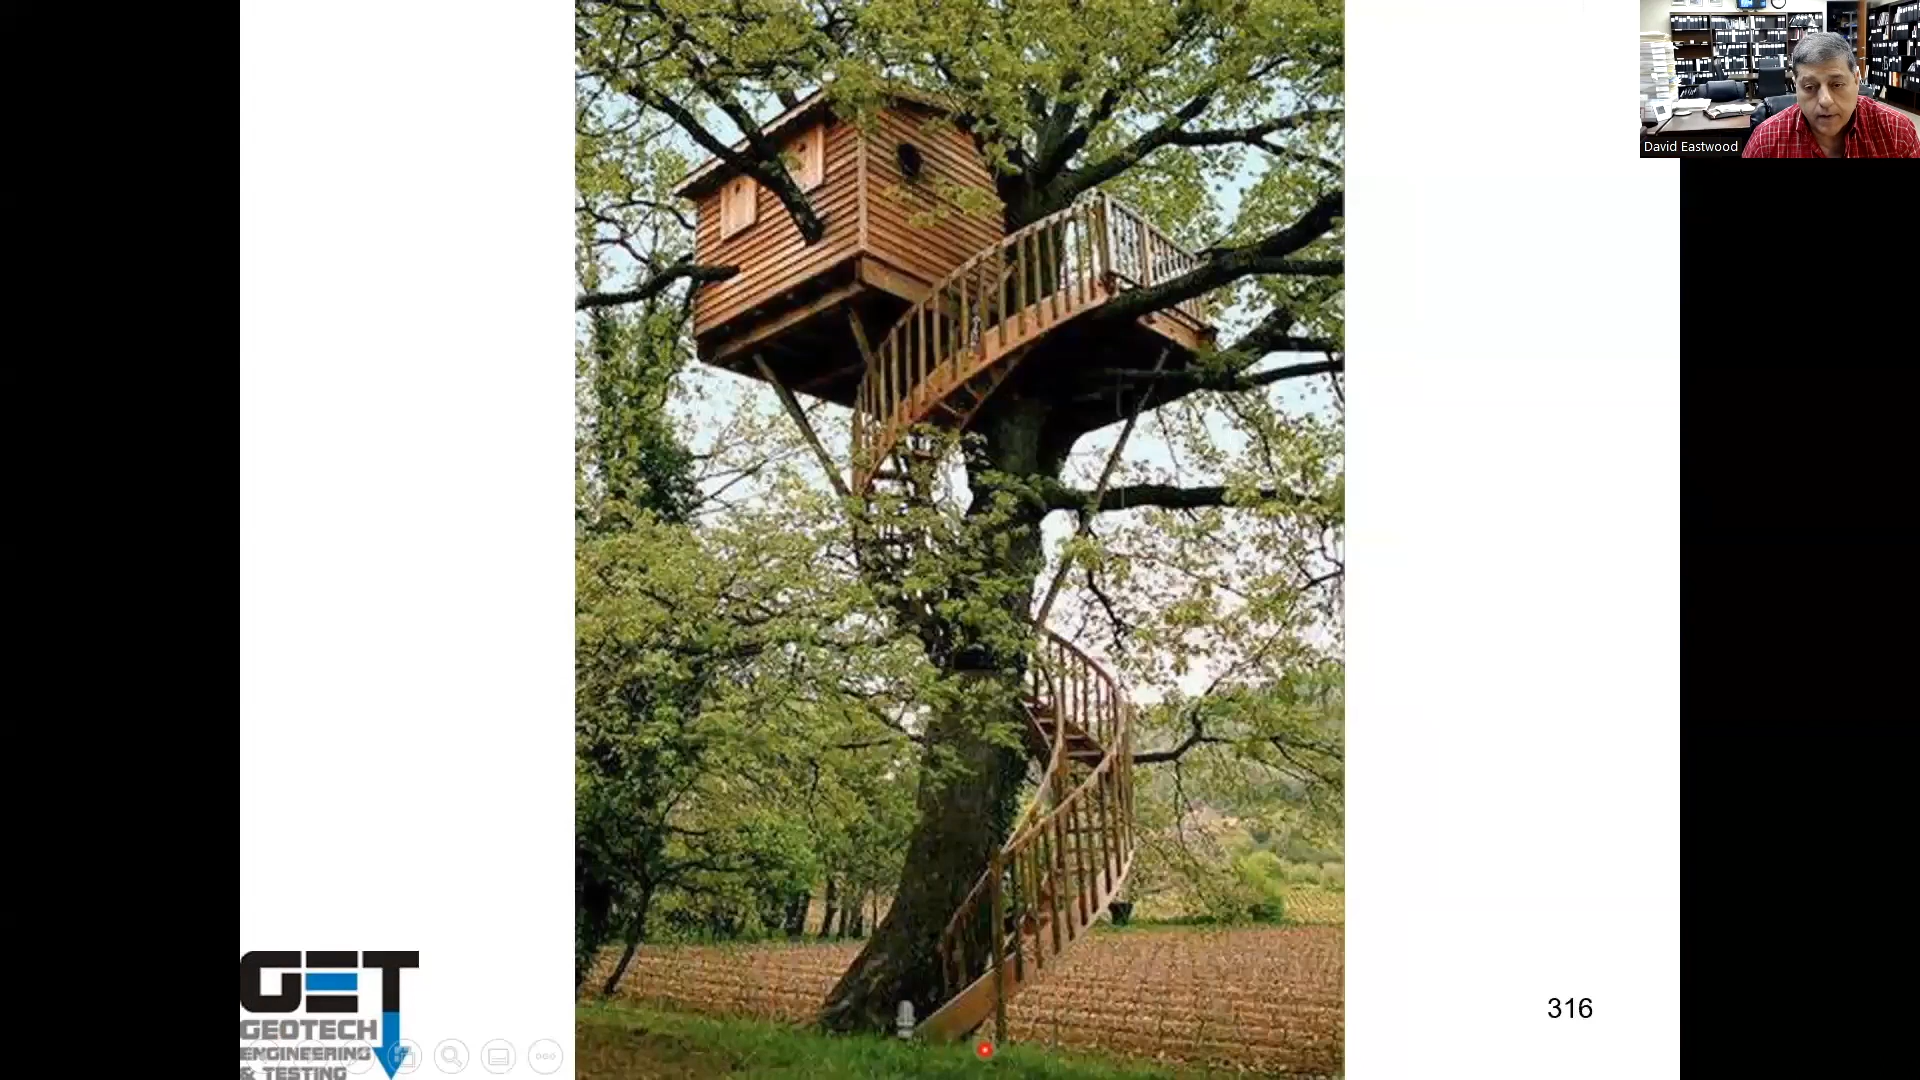 David Eastwood
GET
GEOTECH
ENGINEERING
& TESTING
316